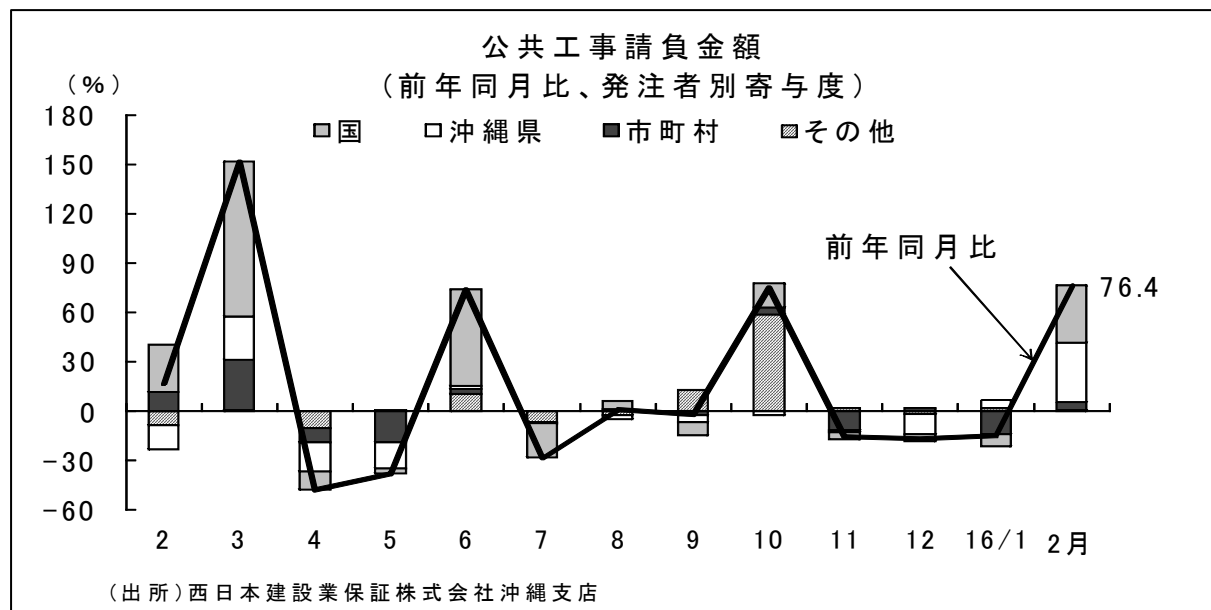 公共工事請負金額
(%)
(前年同月比、発注者別寄与度)
国 沖縄県 市町村 その他
180
150
120
90
60
30
0
-30
-60
前年同月比
76.4
2 3 4 5 6 7 8 9 10 11 12 16/1 2月
(出所)西日本建設業保証株式会社沖縄支店